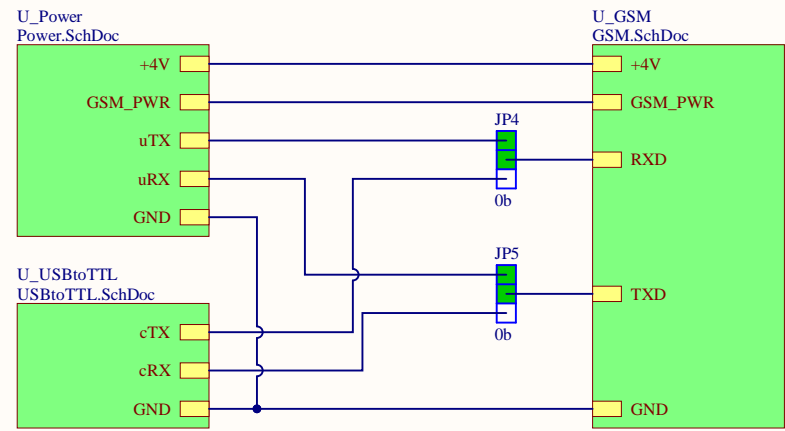 U_Power
Power.SchDoc
+4V
GSM_PWR
uTX
uRX
GND
U_USBtoTTL
USBtoTTL.SchDoc
cTX
cRX
GND
JP4
0b
JP5
0b
U_GSM
GSM.SchDoc
+4V
GSM_PWR
RXD
TXD
GND